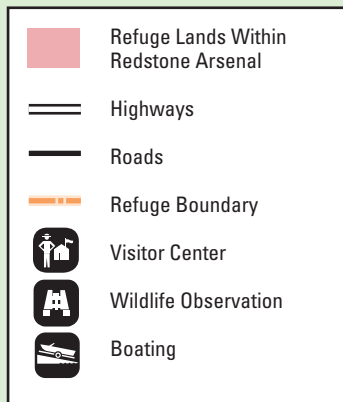 Refuge Lands Within
Redstone Arsenal
Highways
Roads
Refuge Boundary
Visitor Center
Wildlife Observation
Boating